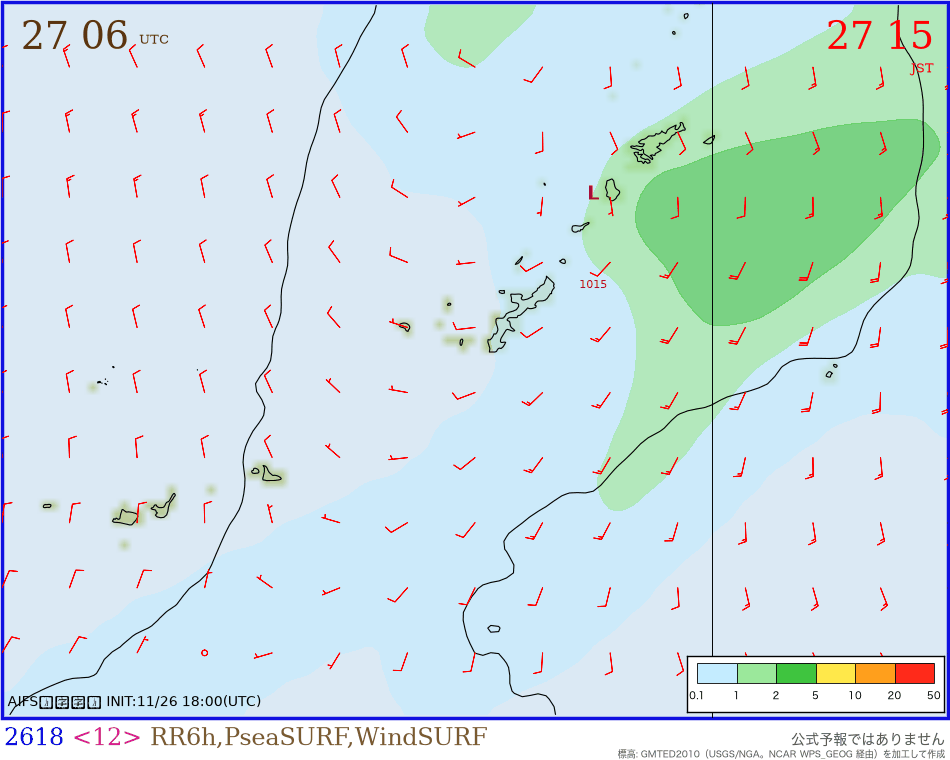 27 06 UTC
27 15
JST
L
1015
AIFS INIT:11/26 18:00(UTC)
0.1 1 2 5 10 20 50
2618 <12> RR6h,PseaSURF,WindSURF
公式予報ではありません
標高: GMTED2010（USGS/NGA。NCAR WPS_GEOG 経由）を加工して作成